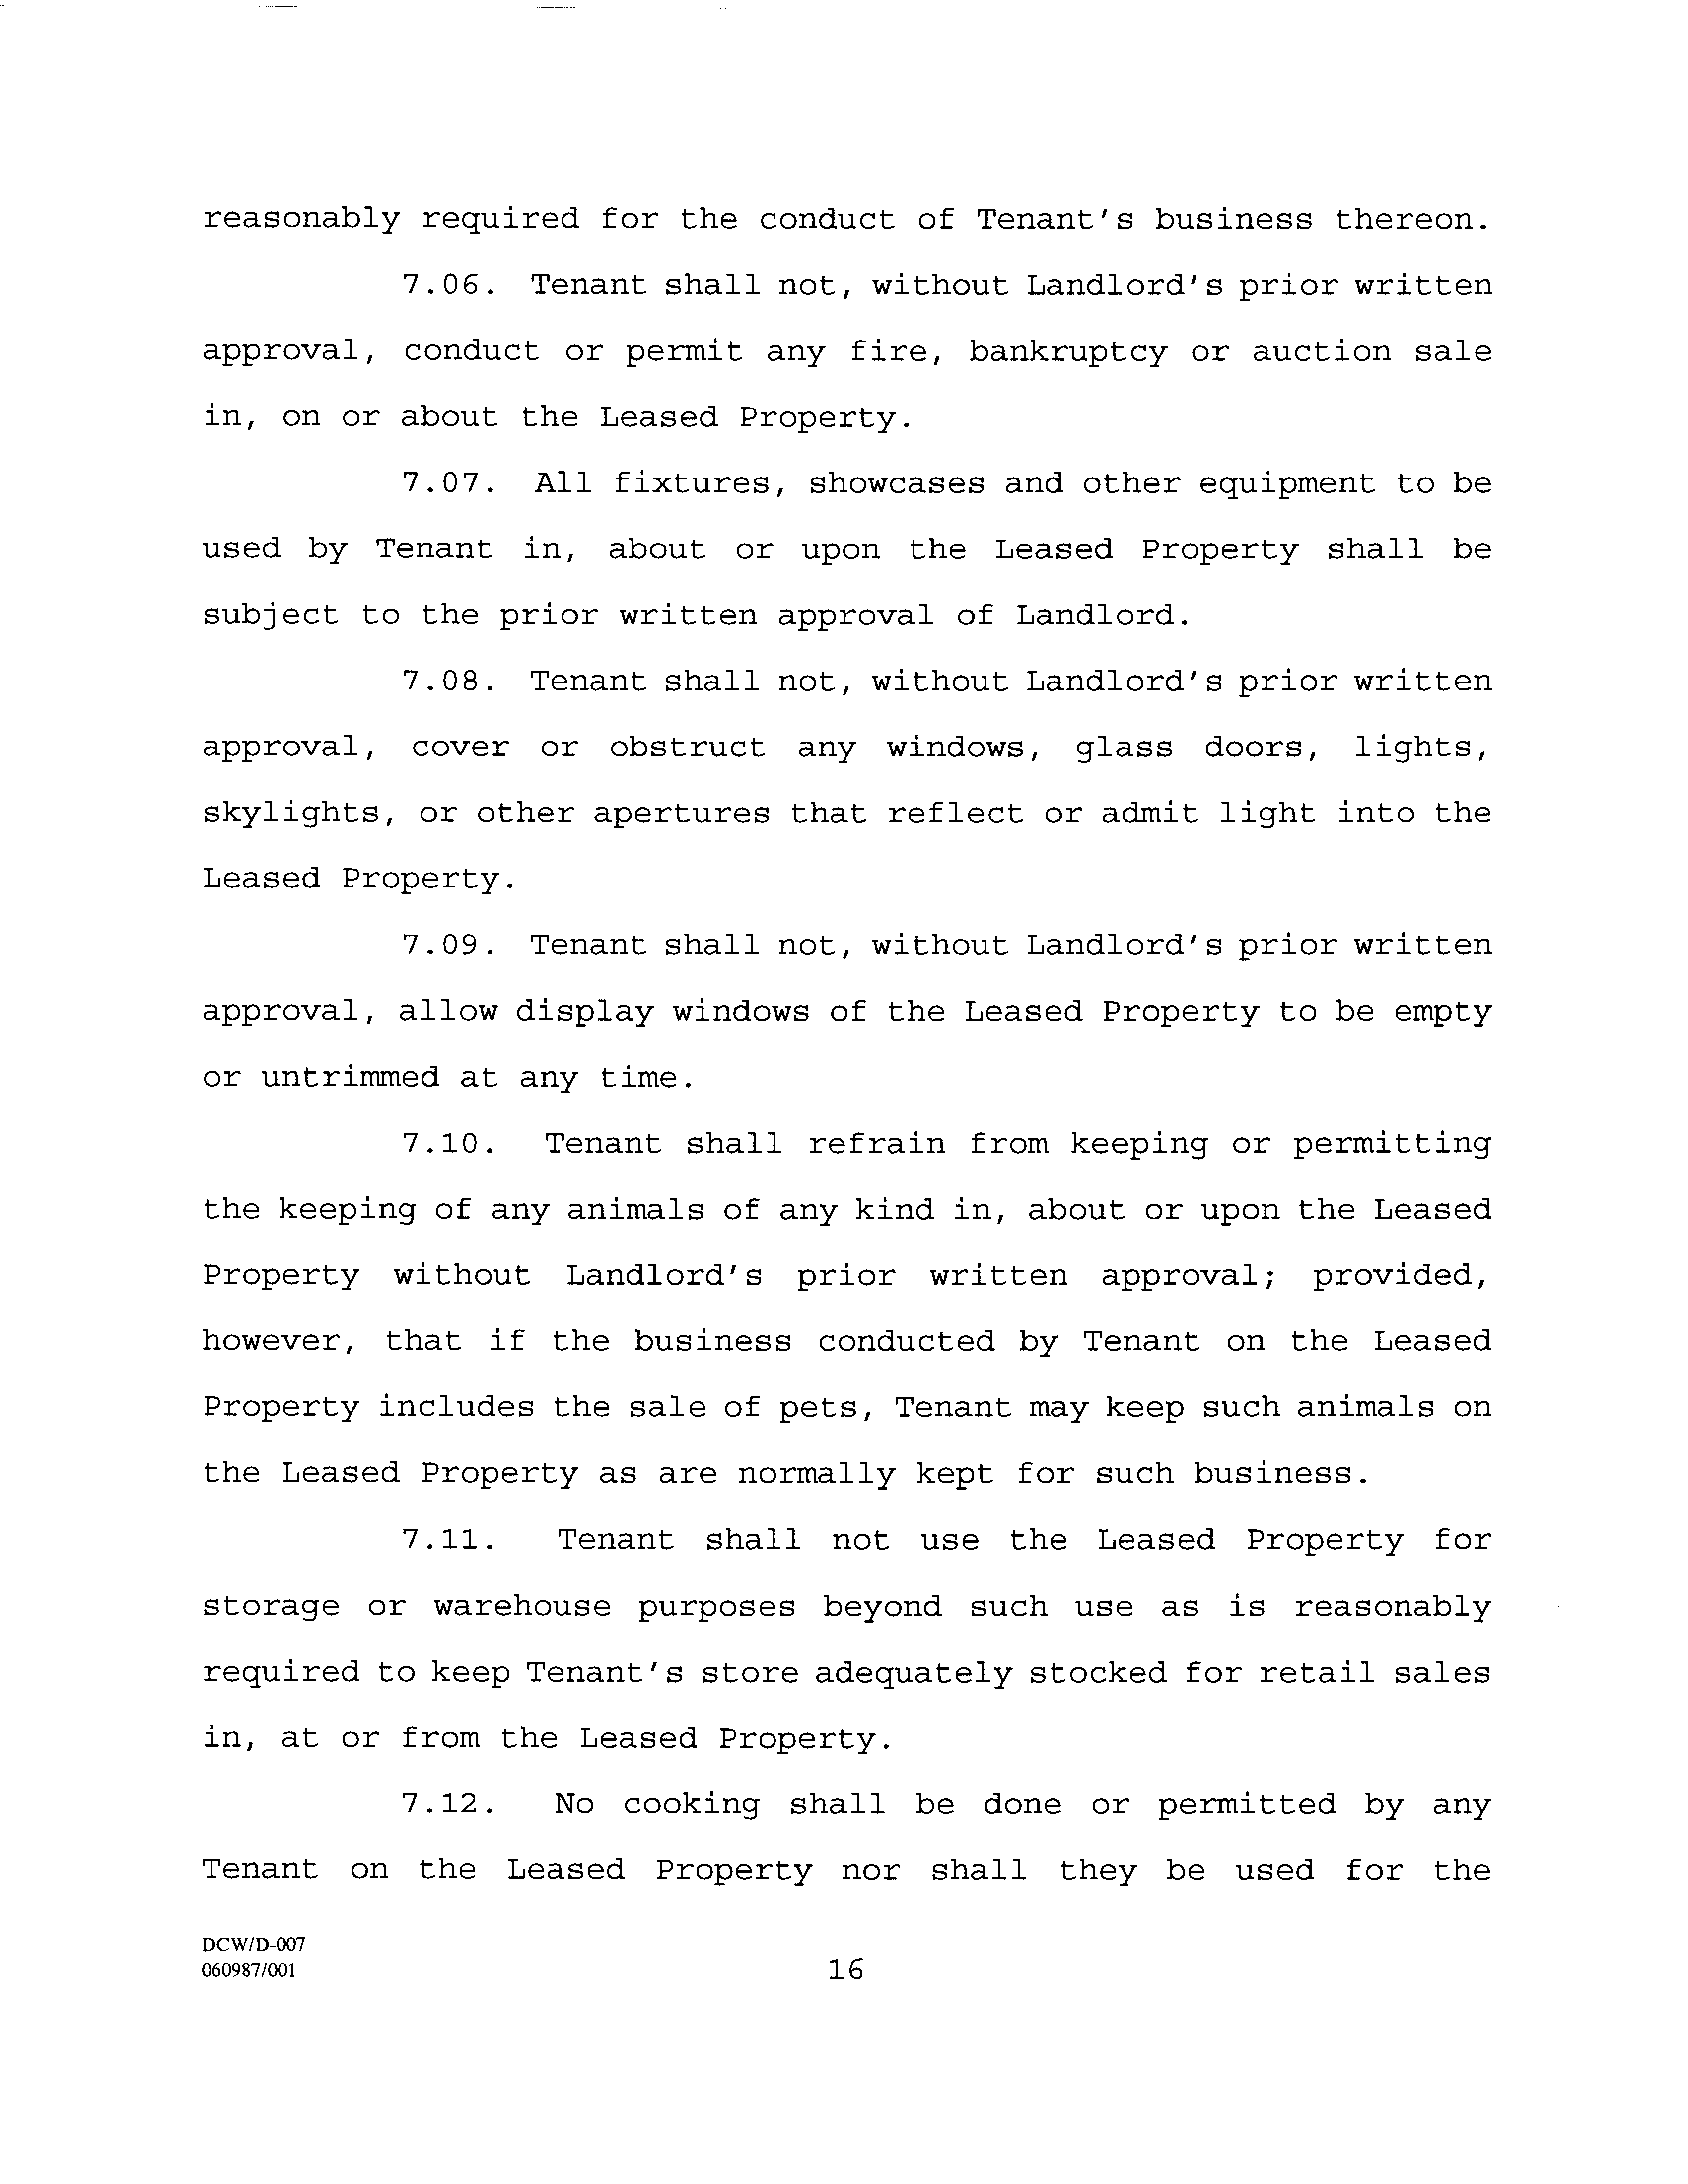 reasonably required for the conduct of Tenant's business thereon.
7.06. Tenant shall not, without Landlord's prior written
approval, conduct or permit any fire, bankruptcy or auction sale
in, on or about the Leased Property.
7.07. All fixtures, showcases and other equipment to be
used by Tenant in, about or upon the Leased Property shall be
subject to the prior written approval of Landlord.
7.08. Tenant shall not, without Landlord's prior written
approval, cover or obstruct any windows, glass doors, lights,
skylights, or other apertures that reflect or admit light into the
Leased Property.
7.09. Tenant shall not, without Landlord's prior written
approval, allow display windows of the Leased Property to be empty
or untrimmed at any time.
7.10. Tenant shall refrain from keeping or permitting
the keeping of any animals of any kind in, about or upon the Leased
Property without Landlord's prior written approval; provided,
however, that if the business conducted by Tenant on the Leased
Property includes the sale of pets, Tenant may keep such animals on
the Leased Property as are normally kept for such business.
7.11. Tenant shall not use the Leased Property for
storage or warehouse purposes beyond such use as is reasonably
required to keep Tenant's store adequately stocked for retail sales
in, at or from the Leased Property.
7.12. No cooking shall be done or permitted by any
Tenant on the Leased Property nor shall they be used for the
DCW/D-007
060987/001
16